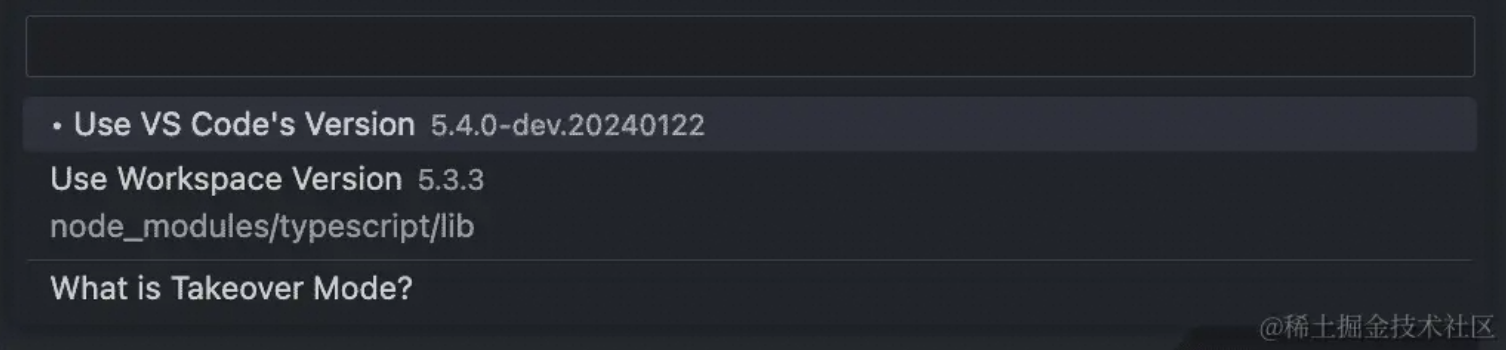 • Use VS Code's Version 5.4.0-dev.20240122
Use Workspace Version 5.3.3
node_modules/typescript/lib
What is Takeover Mode?
@稀土掘金技术社区